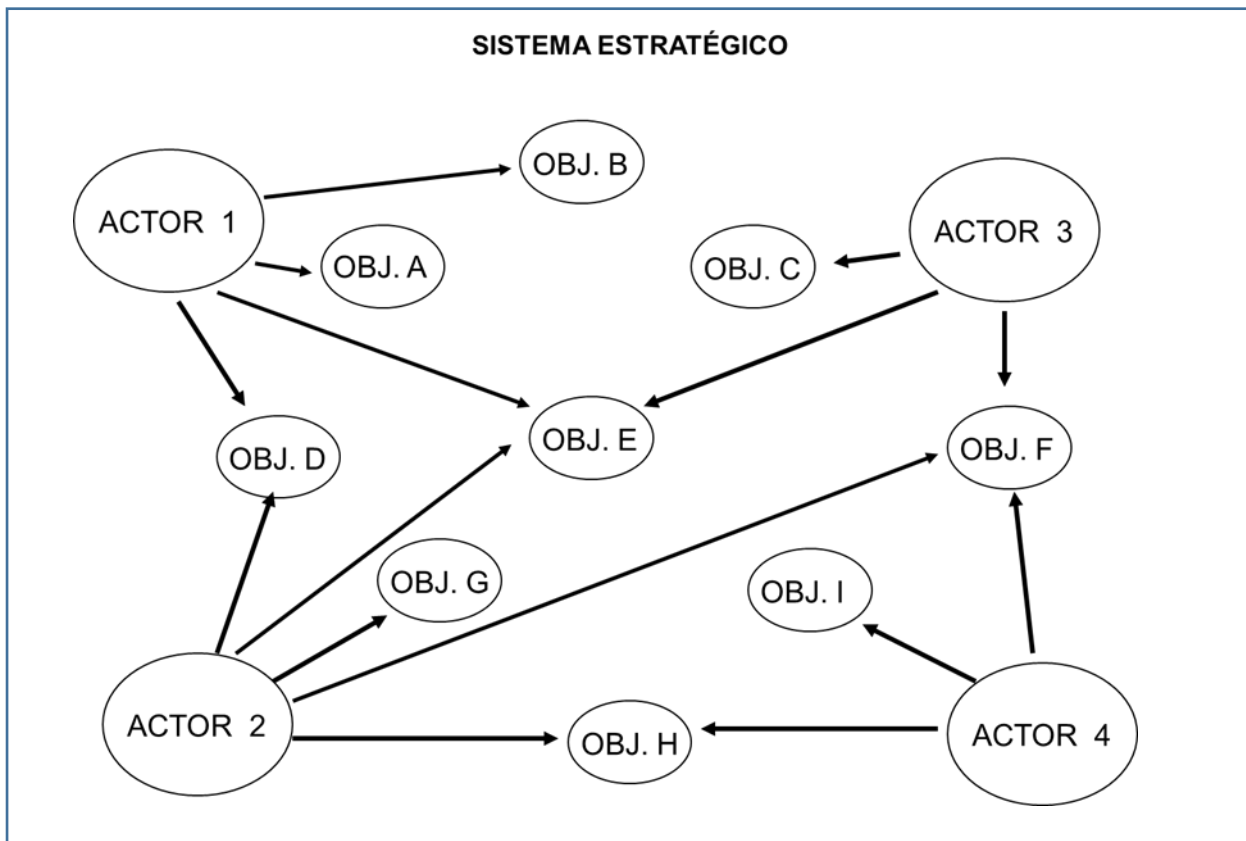 SISTEMA ESTRATÉGICO
OBJ. B
ACTOR 1
ACTOR 3
OBJ. A
OBJ. C
OBJ. D
OBJ. E
OBJ. F
OBJ. G
OBJ. I
ACTOR 2
OBJ. H
ACTOR 4